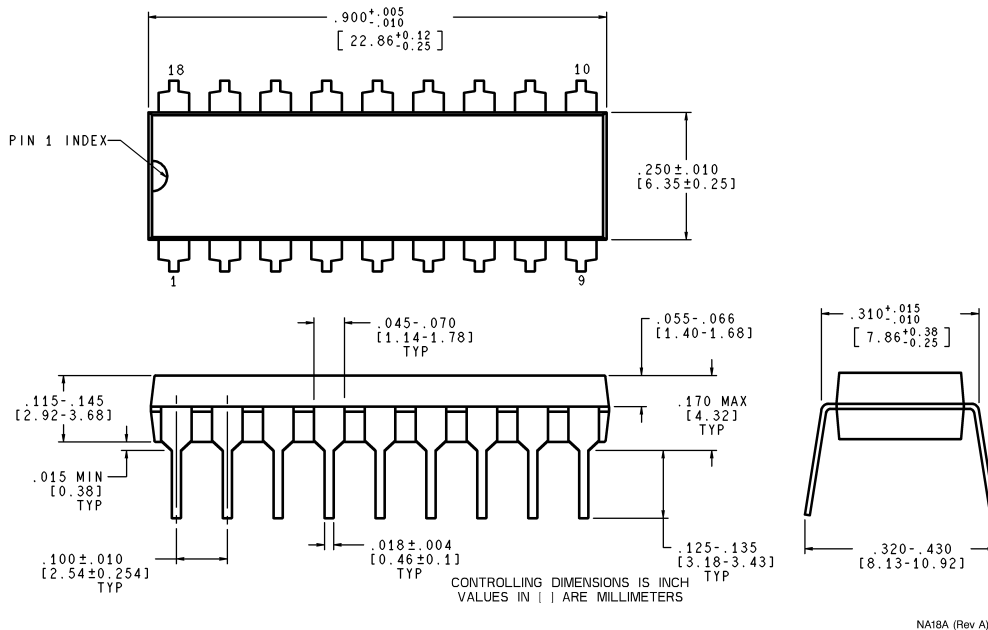 .900+.005
-.010
[ 22.86+0.12
-0.25 ]
18
10
PIN 1 INDEX
.250±.010
[6.35±0.25]
1
9
.045-.070
[1.14-1.78]
TYP
.055-.066
[1.40-1.68]
.310+.015
-.010
[ 7.86+0.38
-0.25 ]
.115-.145
[2.92-3.68]
.170 MAX
[4.32]
TYP
.015 MIN
[0.38]
TYP
.100±.010
[2.54±0.254]
TYP
.018±.004
[0.46±0.1]
TYP
.125-.135
[3.18-3.43]
TYP
.320-.430
[8.13-10.92]
CONTROLLING DIMENSIONS IS INCH
VALUES IN [ ] ARE MILLIMETERS
NA18A (Rev A)